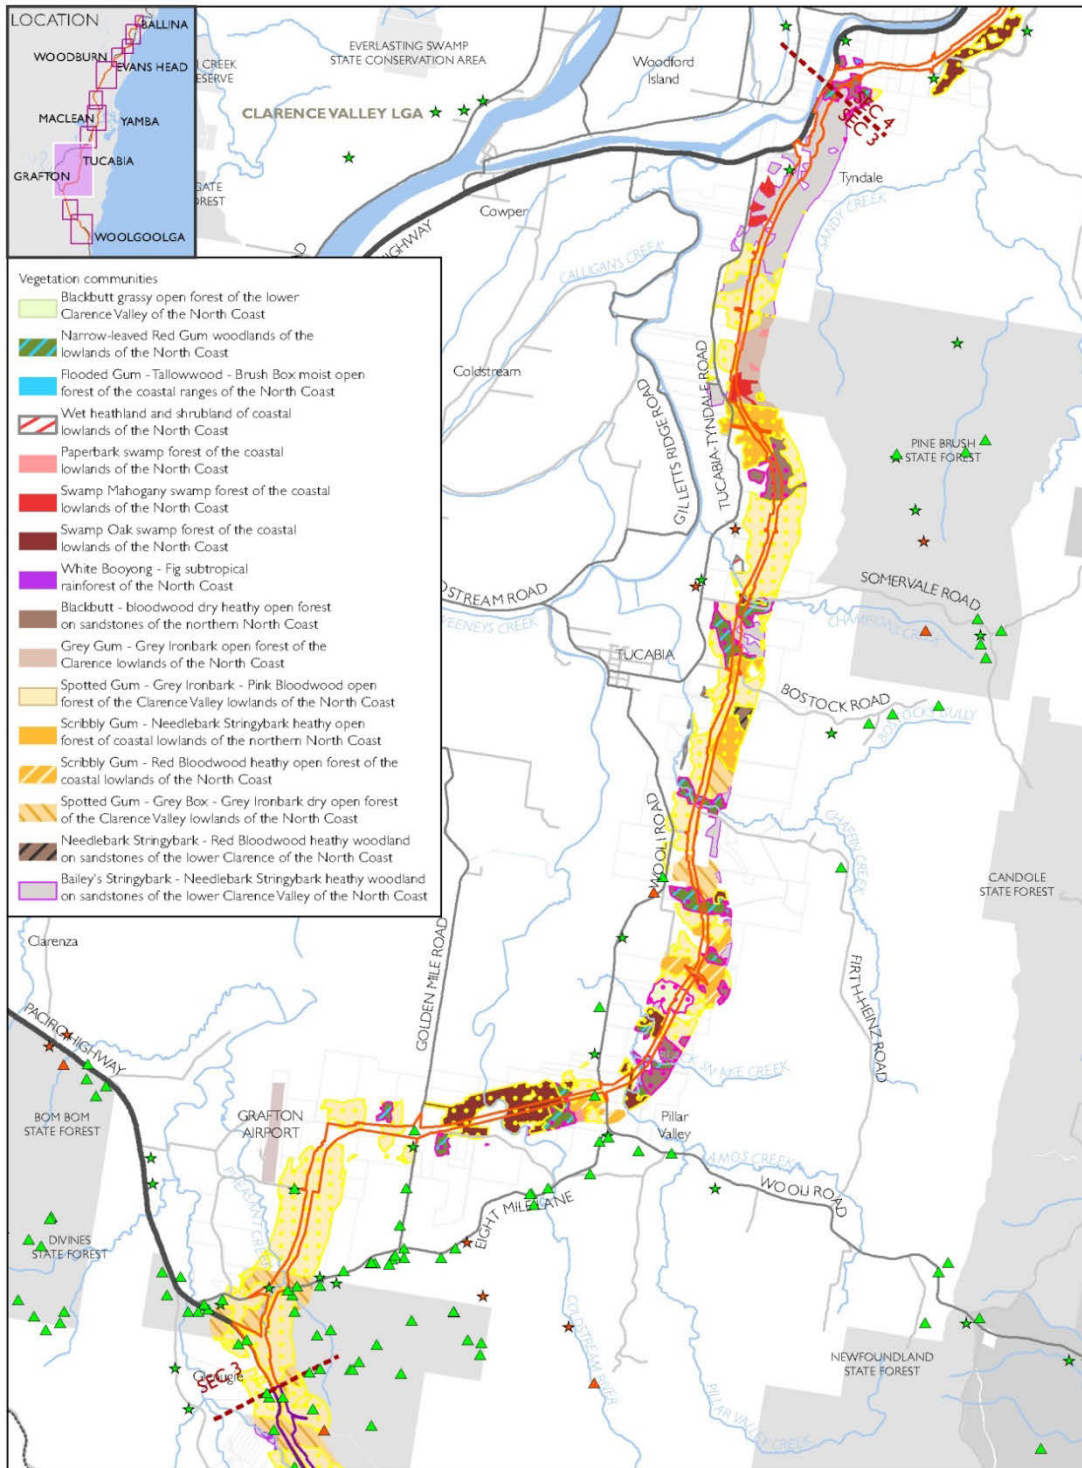 LOCATION
BALLINA
WOODBURN
EVANS HEAD
MACLEAN
YAMBA
TUCABIA
GRAFTON
WOOLGOOLGA
CREEK
EVERLASTING SWAMP
STATE CONSERVATION AREA
Woodford
Island
CLARENCE VALLEY LGA
SEC 4
SEC 3
Tyndale
SANDY CREEK
Cowper
CALLIGAN'S CREEK
Vegetation communities
Blackbutt grassy open forest of the lower
Clarence Valley of the North Coast
Narrow-leaved Red Gum woodlands of the
lowlands of the North Coast
Flooded Gum - Tallowwood - Brush Box moist open
forest of the coastal ranges of the North Coast
Wet heathland and shrubland of coastal
lowlands of the North Coast
Paperbark swamp forest of the coastal
lowlands of the North Coast
Swamp Mahogany swamp forest of the coastal
lowlands of the North Coast
Swamp Oak swamp forest of the coastal
lowlands of the North Coast
White Booyong - Fig subtropical
rainforest of the North Coast
Blackbutt - bloodwood dry heathy open forest
on sandstones of the northern North Coast
Grey Gum - Grey Ironbark open forest of the
Clarence lowlands of the North Coast
Spotted Gum - Grey Ironbark - Pink Bloodwood open
forest of the Clarence Valley lowlands of the North Coast
Scribbly Gum - Needlebark Stringybark heathy open
forest of coastal lowlands of the northern North Coast
Scribbly Gum - Red Bloodwood heathy open forest of the
coastal lowlands of the North Coast
Spotted Gum - Grey Box - Grey Ironbark dry open forest
of the Clarence Valley lowlands of the North Coast
Needlebark Stringybark - Red Bloodwood heathy woodland
on sandstones of the lower Clarence of the North Coast
Bailey's Stringybark - Needlebark Stringybark heathy woodland
on sandstones of the lower Clarence Valley of the North Coast
Coldstream
GILLETTS RIDGE ROAD
TUCABIA-TYNDALE ROAD
PINE BRUSH
STATE FOREST
SOMERVALE ROAD
TUCABIA
BOSTOCK ROAD
WOOLI ROAD
CHAFFIN CREEK
CANDOLE
STATE FOREST
Clarenza
GOLDEN MILE ROAD
FIRTH-HEINZ ROAD
PACIFIC HIGHWAY
BOM BOM
STATE FOREST
GRAFTON
AIRPORT
Pillar
Valley
WOOLI ROAD
EIGHT MILE LANE
DIVINES
STATE FOREST
PHEASANT CREEK
COLDSTREAM RIVER
PILLAR VALLEY CREEK
NEWFOUNDLAND
STATE FOREST
Glenugie
SEC 3